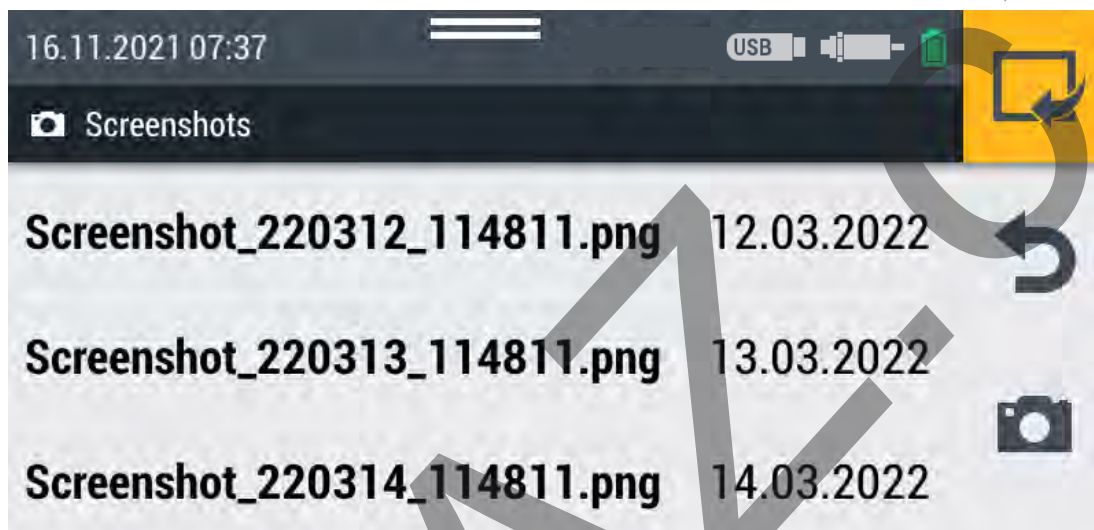 16.11.2021 07:37 USB
Screenshots
Screenshot_220312_114811.png 12.03.2022
Screenshot_220313_114811.png 13.03.2022
Screenshot_220314_114811.png 14.03.2022